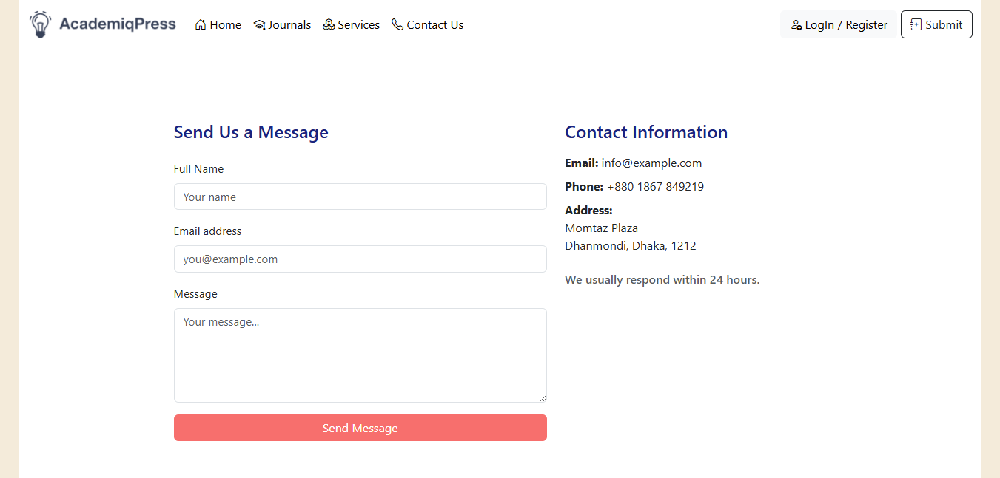 AcademiqPress Home Journals Services Contact Us LogIn / Register Submit
Send Us a Message
Full Name
Your name
Email address
you@example.com
Message
Your message...
Send Message
Contact Information
Email: info@example.com
Phone: +880 1867 849219
Address:
Momtaz Plaza
Dhanmondi, Dhaka, 1212
We usually respond within 24 hours.